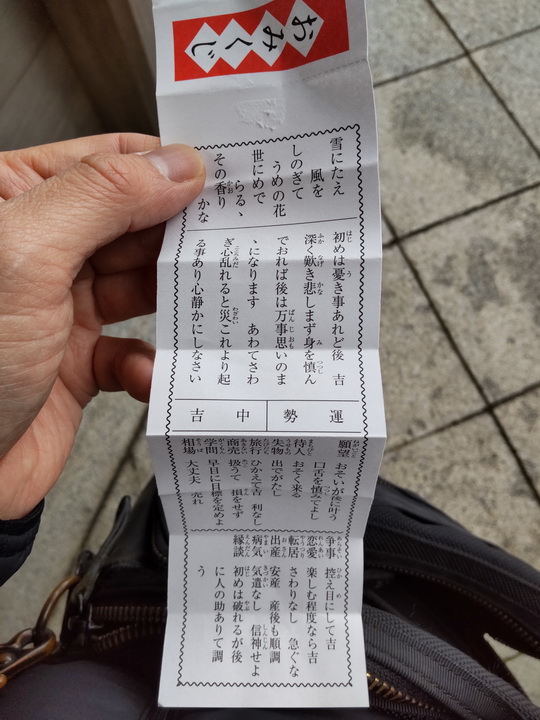 おみくじ
雪にたえ
風を
しのぎて
うめの花
世にめで
らるゝ
その香り
かな
初めは憂き事あれど後 吉
深く歎き悲しまず身を慎ん
でおれば後は万事思いのま
ゝになります あわてさわ
ぎ心乱れると災これより起
る事あり心静かにしなさい
運勢 中吉
願望 おそいが後に叶う
口舌を慎みてよし
待人 おそく来る
失物 出でがたし
旅行 ひかえて吉 利なし
商売 扱うて 損をせず
学問 早目に目標を定めよ
相場 大丈夫 売れ
争事 控え目にして吉
恋愛 楽しむ程度なら吉
転居 さわりなし 急ぐな
出産 安産 産後も順調
病気 気遣なし 信神せよ
縁談 初めは破れるが後
に人の助ありて調
う